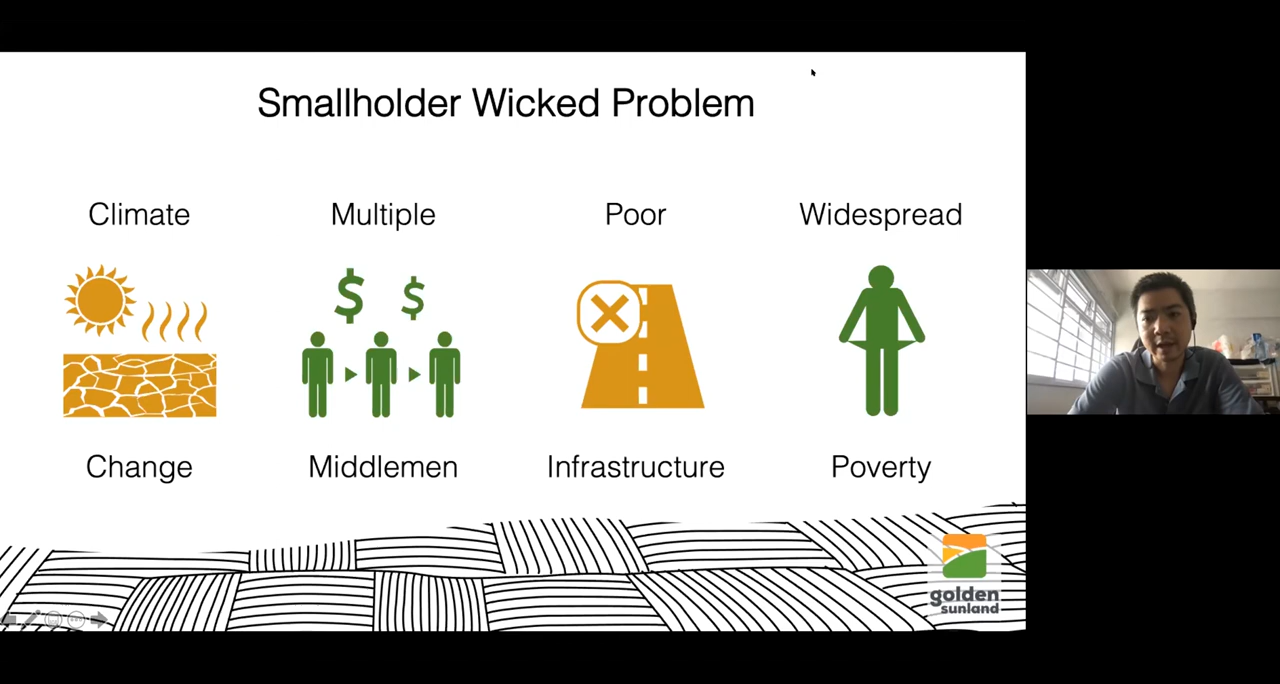 Smallholder Wicked Problem
Climate
Multiple
Poor
Widespread
$ $
Change
Middlemen
Infrastructure
Poverty
golden
sunland